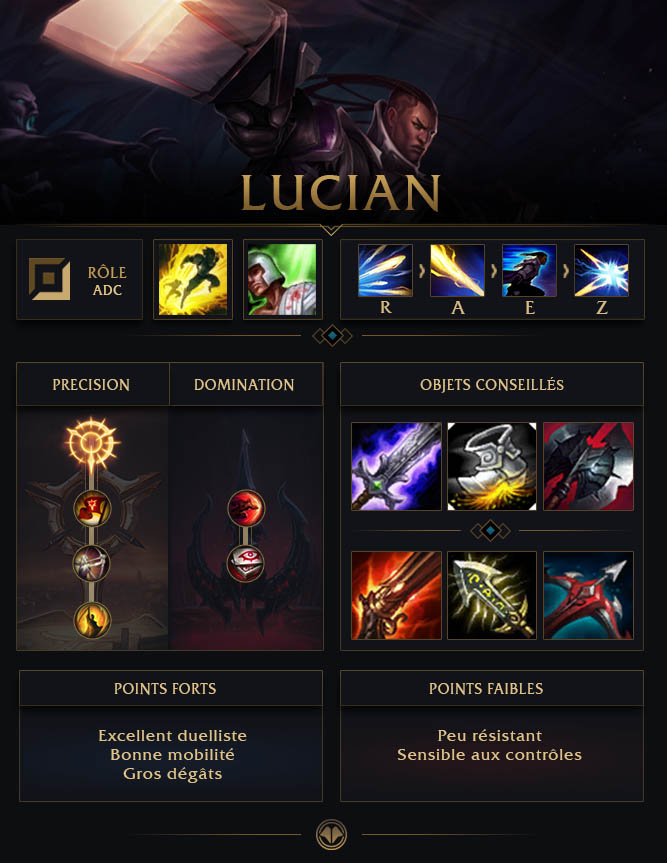 LUCIAN
RÔLE
ADC
R A E Z
PRECISION
DOMINATION
OBJETS CONSEILLÉS
POINTS FORTS
Excellent duelliste
Bonne mobilité
Gros dégâts
POINTS FAIBLES
Peu résistant
Sensible aux contrôles